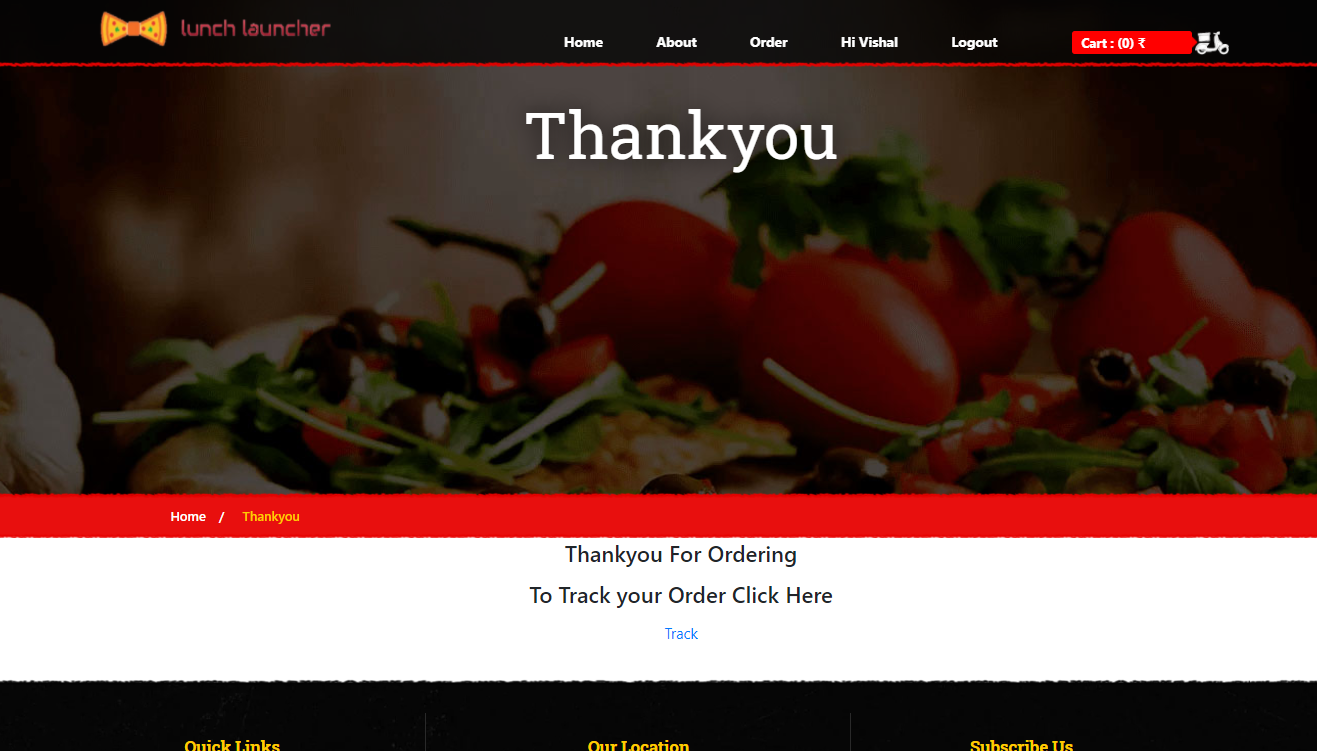 lunch launcher
Home About Order Hi Vishal Logout Cart : (0) ₹
Thankyou
Home / Thankyou
Thankyou For Ordering
To Track your Order Click Here
Track
Quick Links Our Location Subscribe Us